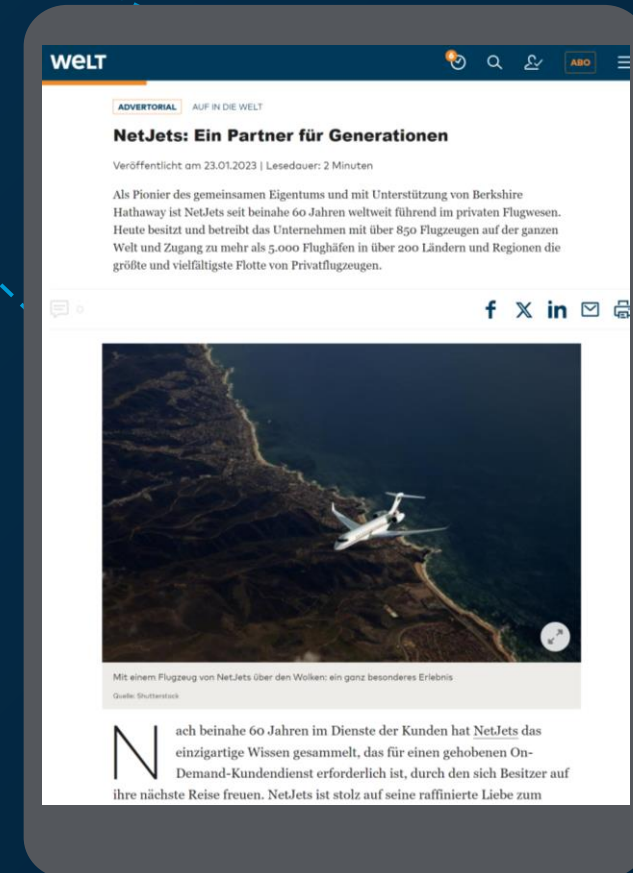 WELT
6
ABO
ADVERTORIAL AUF IN DIE WELT
NetJets: Ein Partner für Generationen
Veröffentlicht am 23.01.2023 | Lesedauer: 2 Minuten
Als Pionier des gemeinsamen Eigentums und mit Unterstützung von Berkshire
Hathaway ist NetJets seit beinahe 60 Jahren weltweit führend im privaten Flugwesen.
Heute besitzt und betreibt das Unternehmen mit über 850 Flugzeugen auf der ganzen
Welt und Zugang zu mehr als 5.000 Flughäfen in über 200 Ländern und Regionen die
größte und vielfältigste Flotte von Privatflugzeugen.
0
f X in
Mit einem Flugzeug von NetJets über den Wolken: ein ganz besonderes Erlebnis
Quelle: Shutterstock
Nach beinahe 60 Jahren im Dienste der Kunden hat NetJets das
einzigartige Wissen gesammelt, das für einen gehobenen On-
Demand-Kundendienst erforderlich ist, durch den sich Besitzer auf
ihre nächste Reise freuen. NetJets ist stolz auf seine raffinierte Liebe zum